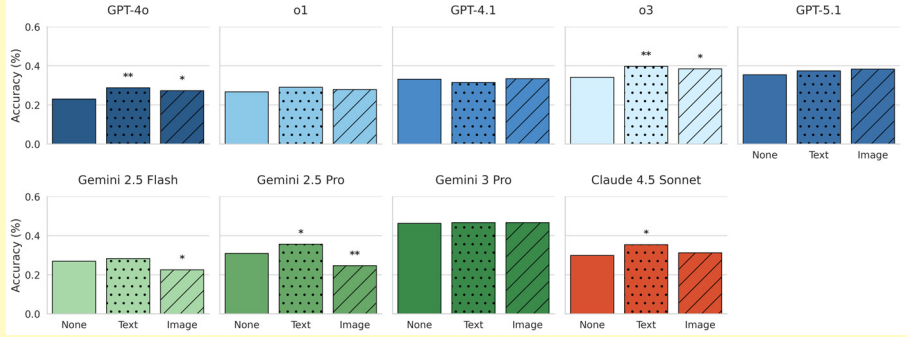 GPT-4o o1 GPT-4.1 o3 GPT-5.1
Accuracy (%)
0.6
0.4
0.2
0.0
** *
** *
None Text Image
Gemini 2.5 Flash Gemini 2.5 Pro Gemini 3 Pro Claude 4.5 Sonnet
Accuracy (%)
0.6
0.4
0.2
0.0
*
* **
*
None Text Image None Text Image None Text Image None Text Image